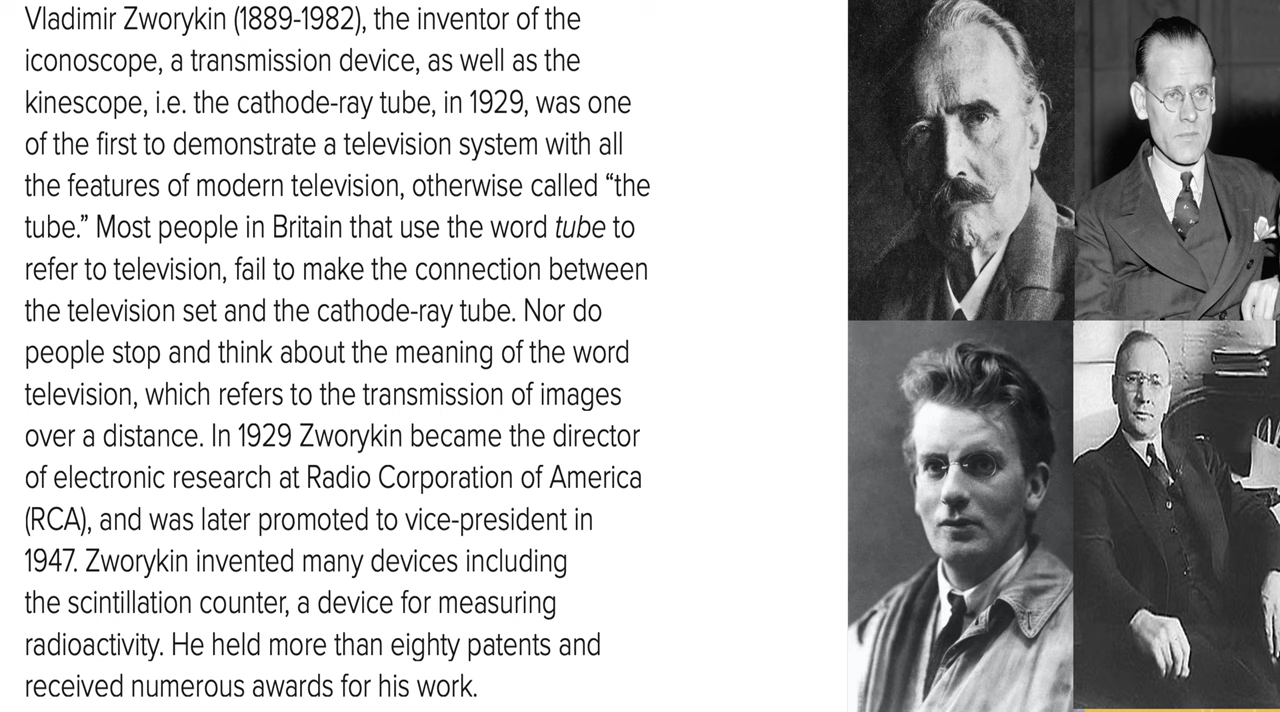 Vladimir Zworykin (1889-1982), the inventor of the
iconoscope, a transmission device, as well as the
kinescope, i.e. the cathode-ray tube, in 1929, was one
of the first to demonstrate a television system with all
the features of modern television, otherwise called “the
tube.” Most people in Britain that use the word tube to
refer to television, fail to make the connection between
the television set and the cathode-ray tube. Nor do
people stop and think about the meaning of the word
television, which refers to the transmission of images
over a distance. In 1929 Zworykin became the director
of electronic research at Radio Corporation of America
(RCA), and was later promoted to vice-president in
1947. Zworykin invented many devices including
the scintillation counter, a device for measuring
radioactivity. He held more than eighty patents and
received numerous awards for his work.